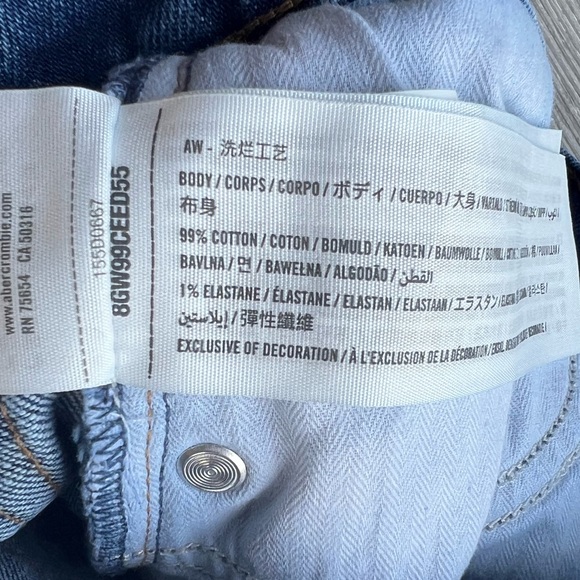 www.abercrombie.com
RN 75654 CA 50316
155D0667
8GW99CEED55
AW - 洗烂工艺
BODY / CORPS / CORPO / ボディ / CUERPO / 大身 /
布身
99% COTTON / COTON / BOMULD / KATOEN / BAUMWOLLE /
BAVLNA / 면 / BAWEŁNA / ALGODÃO / القطن
1% ELASTANE / ÉLASTANE / ELASTAN / ELASTAAN / エラスタン /
إيلاستين / 彈性纖維
EXCLUSIVE OF DECORATION / À L'EXCLUSION DE LA DÉCORATION /